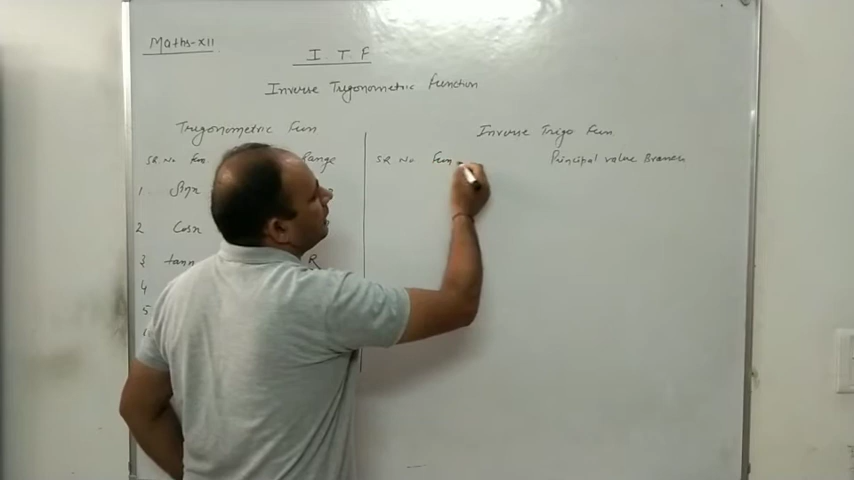 Maths-XII
I.T.F
Inverse Trigonometric Function
Trigonometric Fun
SR. No Fun Range
1. Sinx
2 Cosx
3 tanx R
4
5
Inverse Trigo Fun
SR. No Fun Principal value Branch